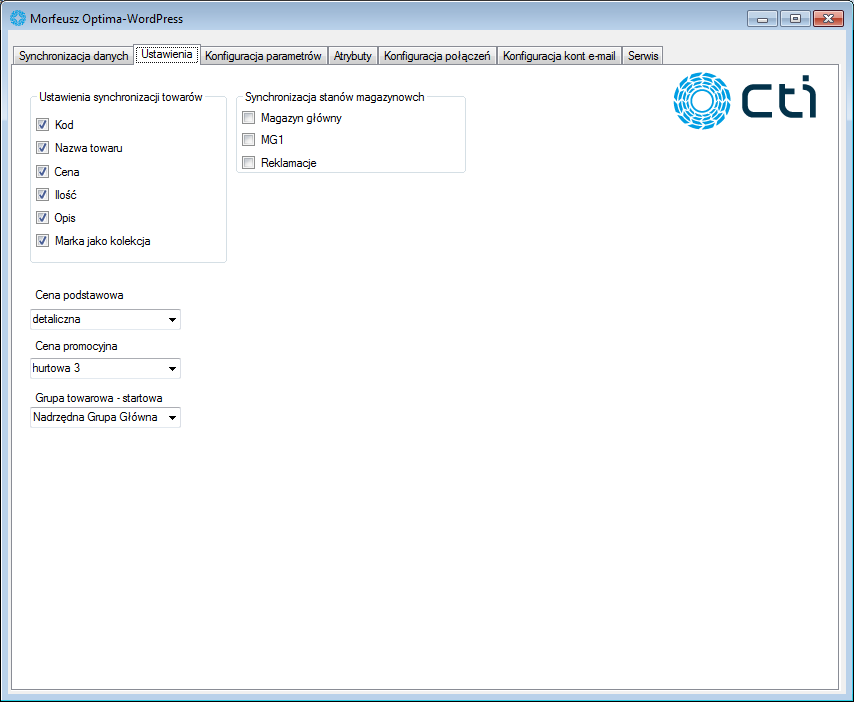 Morfeusz Optima-WordPress
Synchronizacja danych Ustawienia Konfiguracja parametrów Atrybuty Konfiguracja połączeń Konfiguracja kont e-mail Serwis
Ustawienia synchronizacji towarów
Kod
Nazwa towaru
Cena
Ilość
Opis
Marka jako kolekcja
Synchronizacja stanów magazynowch
Magazyn główny
MG1
Reklamacje
cti
Cena podstawowa
detaliczna
Cena promocyjna
hurtowa 3
Grupa towarowa - startowa
Nadrzędna Grupa Główna